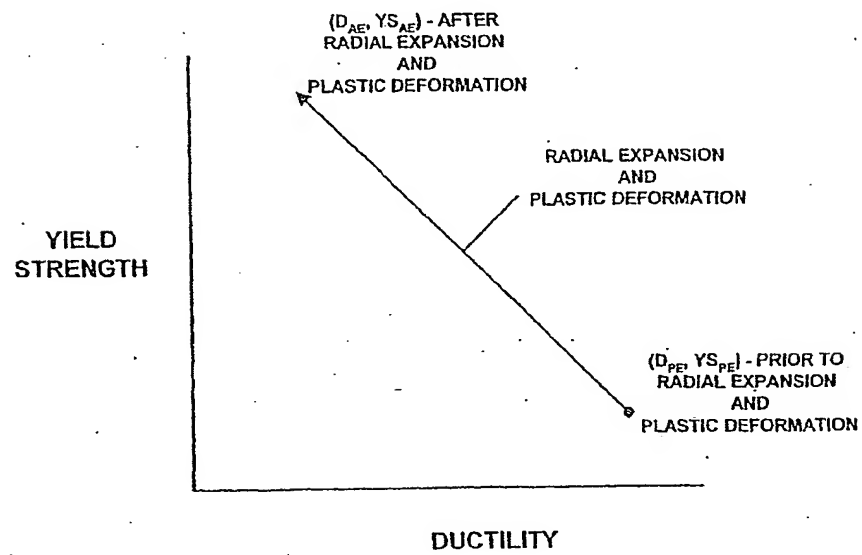 (D_AE, YS_AE) - AFTER
RADIAL EXPANSION
AND
PLASTIC DEFORMATION
RADIAL EXPANSION
AND
PLASTIC DEFORMATION
YIELD
STRENGTH
(D_PE, YS_PE) - PRIOR TO
RADIAL EXPANSION
AND
PLASTIC DEFORMATION
DUCTILITY